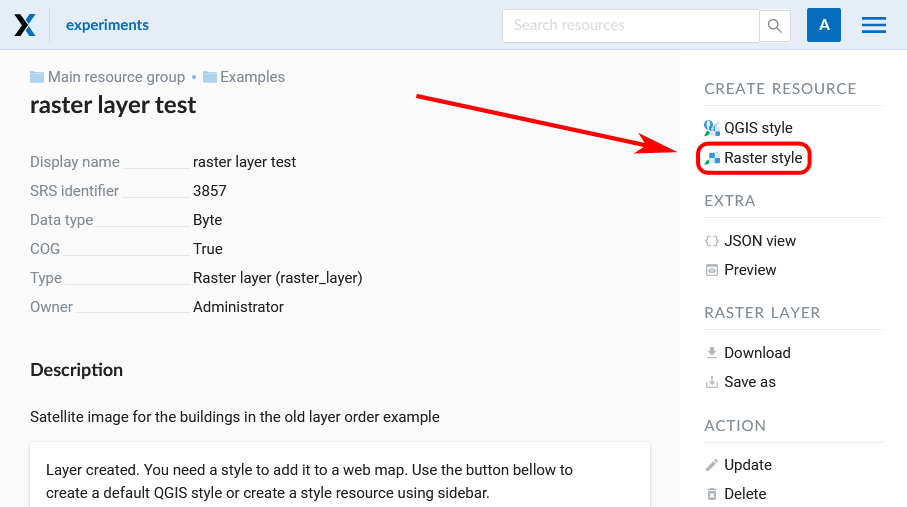 experiments
Search resources
A
Main resource group • Examples
raster layer test
Display name raster layer test
SRS identifier 3857
Data type Byte
COG True
Type Raster layer (raster_layer)
Owner Administrator
Description
Satellite image for the buildings in the old layer order example
Layer created. You need a style to add it to a web map. Use the button bellow to
create a default QGIS style or create a style resource using sidebar.
CREATE RESOURCE
QGIS style
Raster style
EXTRA
JSON view
Preview
RASTER LAYER
Download
Save as
ACTION
Update
Delete